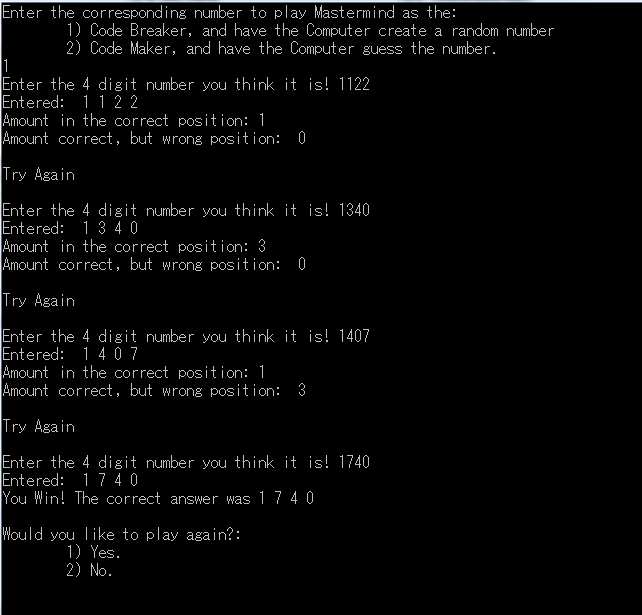 Enter the corresponding number to play Mastermind as the:
1) Code Breaker, and have the Computer create a random number
2) Code Maker, and have the Computer guess the number.
1
Enter the 4 digit number you think it is! 1122
Entered:  1 1 2 2
Amount in the correct position: 1
Amount correct, but wrong position:  0
Try Again
Enter the 4 digit number you think it is! 1340
Entered:  1 3 4 0
Amount in the correct position: 3
Amount correct, but wrong position:  0
Try Again
Enter the 4 digit number you think it is! 1407
Entered:  1 4 0 7
Amount in the correct position: 1
Amount correct, but wrong position:  3
Try Again
Enter the 4 digit number you think it is! 1740
Entered:  1 7 4 0
You Win! The correct answer was 1 7 4 0
Would you like to play again?:
1) Yes.
2) No.